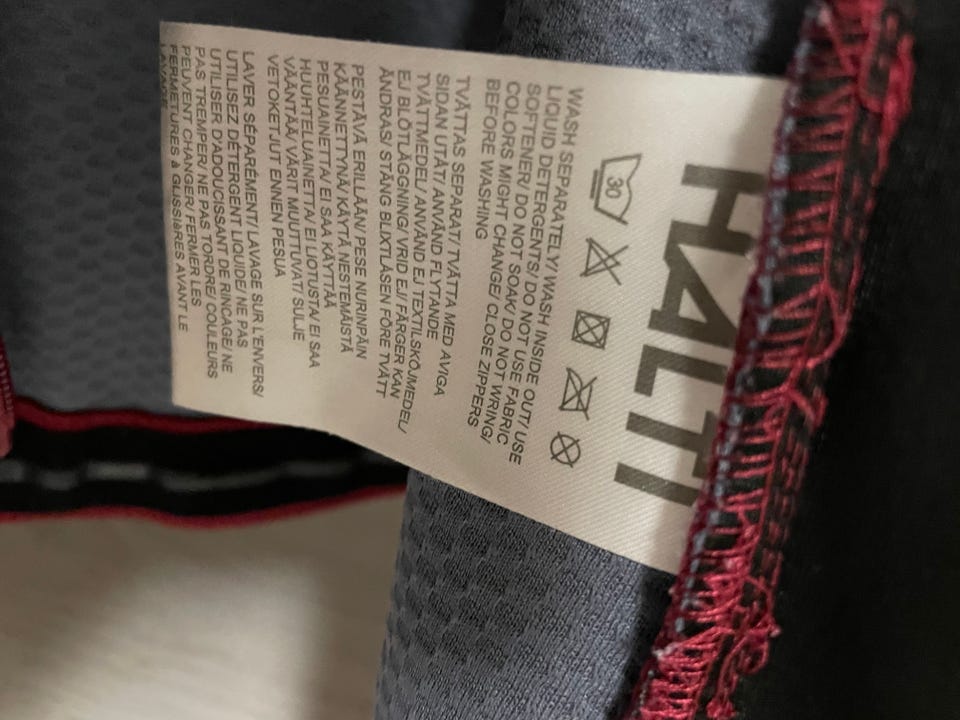 HALTI
30
WASH SEPARATELY/ WASH INSIDE OUT/ USE
LIQUID DETERGENTS/ DO NOT USE FABRIC
SOFTENER/ DO NOT SOAK/ DO NOT WRING/
COLORS MIGHT CHANGE/ CLOSE ZIPPERS
BEFORE WASHING
TVÄTTAS SEPARAT/ TVÄTTA MED AVIGA
SIDAN UTÅT/ ANVÄND FLYTANDE
TVÄTTMEDEL/ ANVÄND EJ TEXTILSKÖJMEDEL/
EJ BLÖTLÄGGNING/ VRID EJ/ FÄRGER KAN
ÄNDRAS/ STÄNG BLIXTLÅSEN FÖRE TVÄTT
PESTÄVÄ ERILLÄÄN/ PESE NURINPÄIN
KÄÄNNETTYNÄ/ KÄYTÄ NESTEMÄISTÄ
PESUAINETTA/ EI SAA KÄYTTÄÄ
HUUHTELUAINETTA/ EI LIOTUSTA/ EI SAA
VÄÄNTÄÄ/ VÄRIT MUUTTUVAT/ SULJE
VETOKETJUT ENNEN PESUA
LAVER SÉPARÉMENT/ LAVAGE SUR L'ENVERS/
UTILISEZ DÉTERGENT LIQUIDE/ NE PAS
UTILISER D'ADOUCISSANT DE RINCAGE/ NE
PAS TREMPER/ NE PAS TORDRE/ COULEURS
PEUVENT CHANGER/ FERMER LES
FERMETURES à GLISSIèRES AVANT LE
LAVAGE